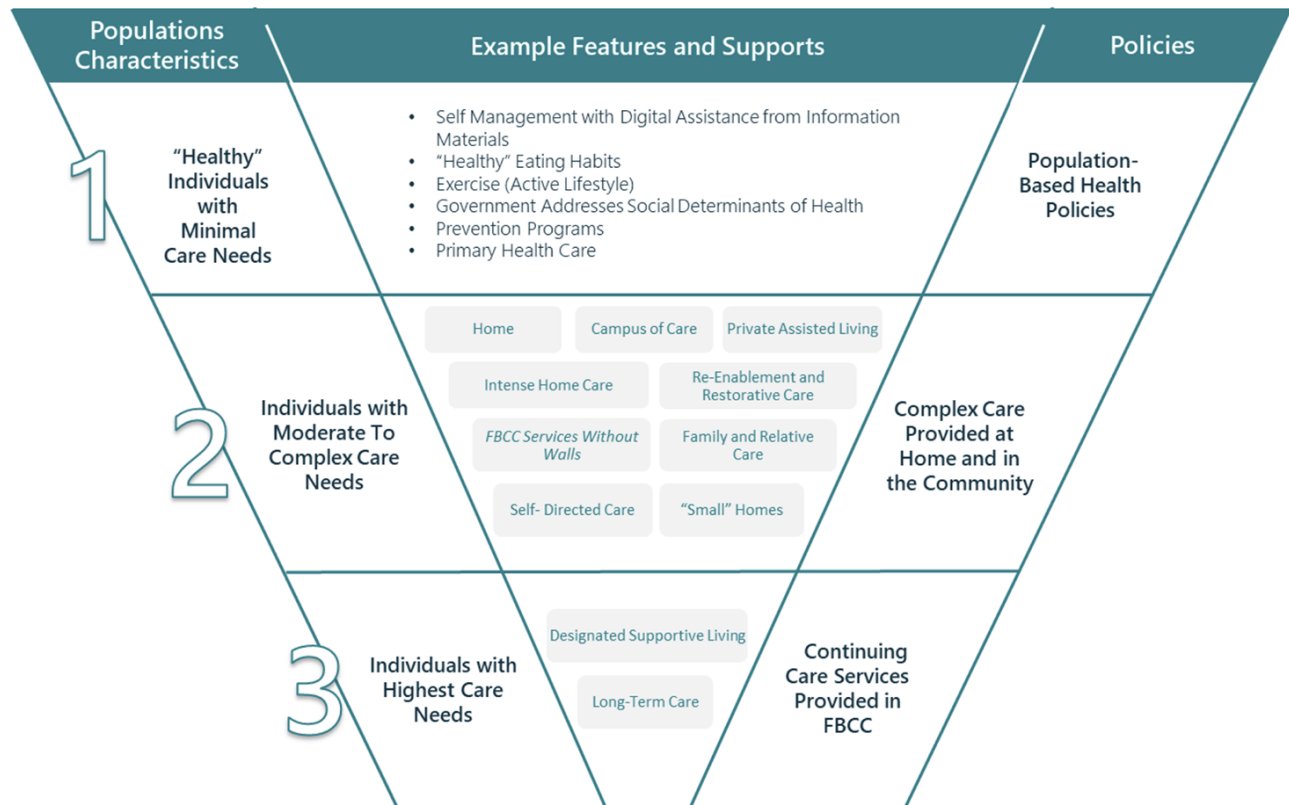 Populations
Characteristics
Example Features and Supports
Policies
1
“Healthy”
Individuals
with
Minimal
Care Needs
• Self Management with Digital Assistance from Information
Materials
• “Healthy” Eating Habits
• Exercise (Active Lifestyle)
• Government Addresses Social Determinants of Health
• Prevention Programs
• Primary Health Care
Population-
Based Health
Policies
2
Individuals with
Moderate To
Complex Care
Needs
Home
Campus of Care
Private Assisted Living
Intense Home Care
Re-Enablement and
Restorative Care
FBCC Services Without
Walls
Family and Relative
Care
Self- Directed Care
“Small” Homes
Complex Care
Provided at
Home and in
the Community
3
Individuals with
Highest Care
Needs
Designated Supportive Living
Long-Term Care
Continuing
Care Services
Provided in
FBCC